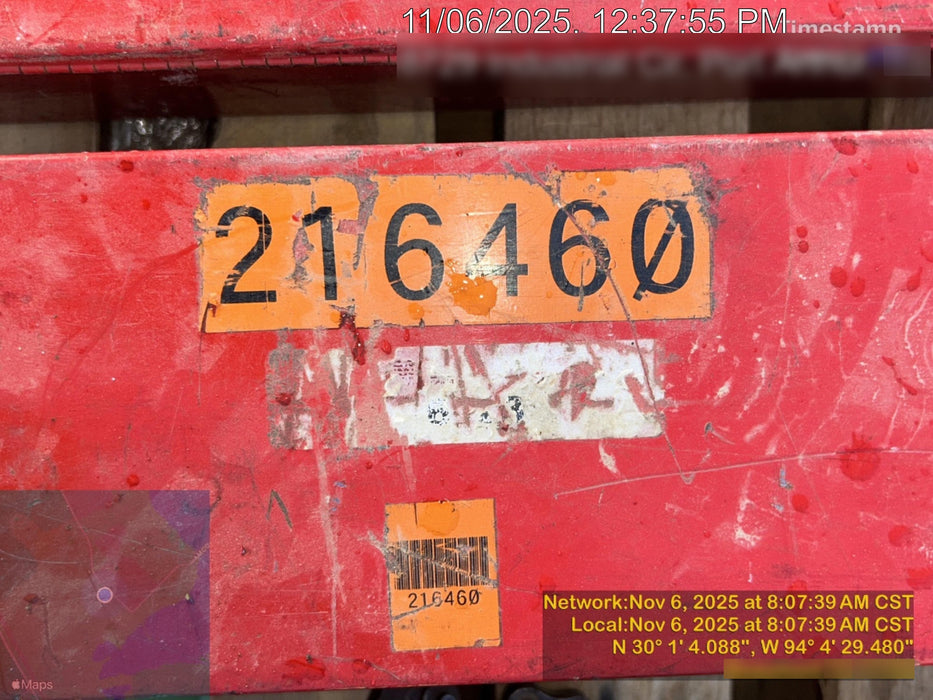 11/06/2025, 12:37:55 PM
Timestamp
216460
216460
Network:Nov 6, 2025 at 8:07:39 AM CST
Local:Nov 6, 2025 at 8:07:39 AM CST
N 30° 1' 4.088", W 94° 4' 29.480"
Maps